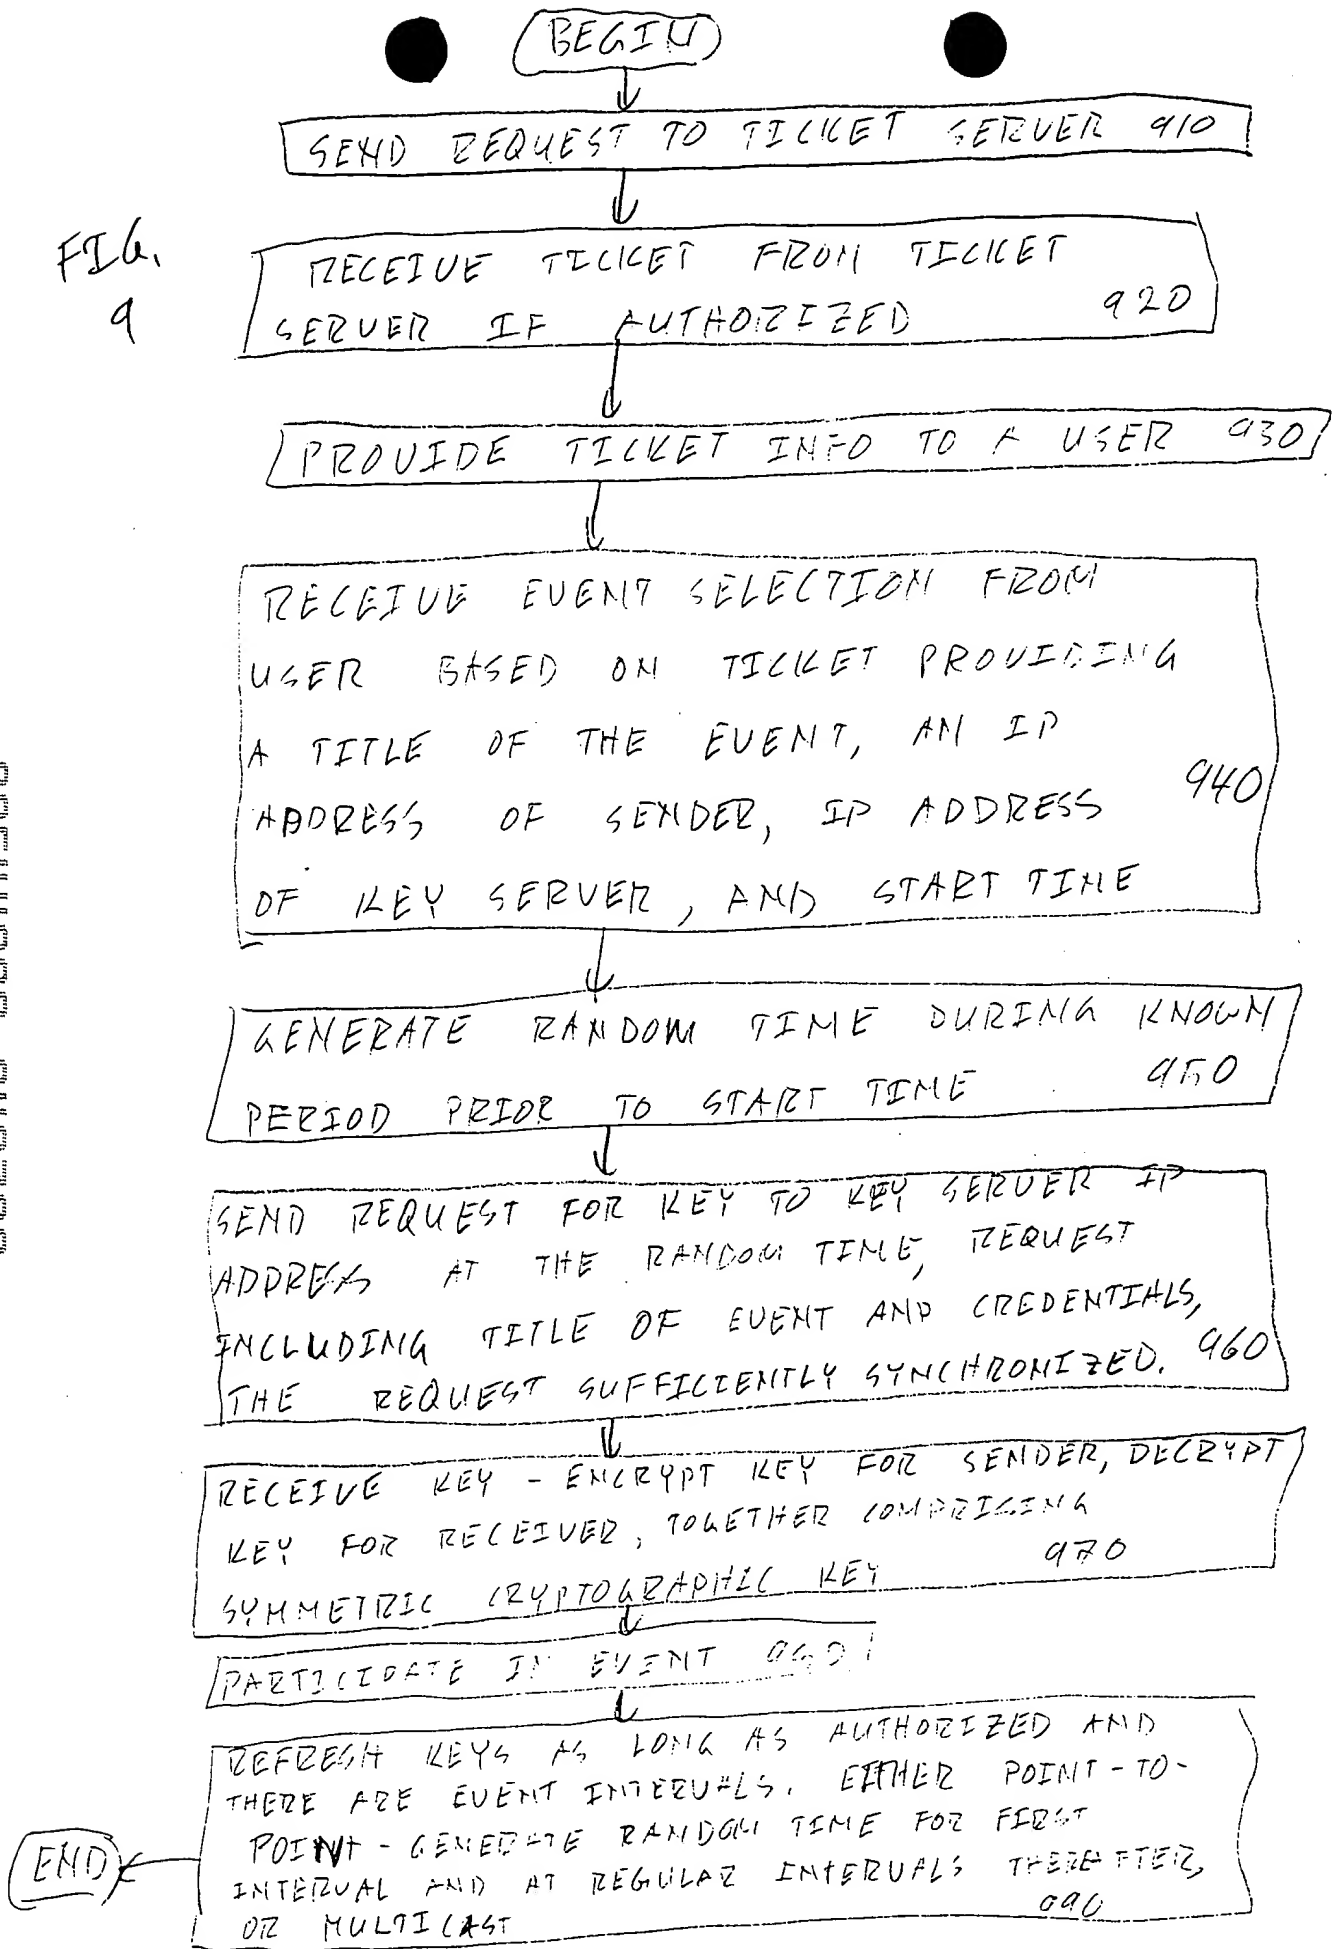 BEGIN
SEND REQUEST TO TICKET SERVER 910
FIG.
9
RECEIVE TICKET FROM TICKET
SERVER IF AUTHORIZED 920
PROVIDE TICKET INFO TO A USER 930
RECEIVE EVENT SELECTION FROM
USER BASED ON TICKET PROVIDING
A TITLE OF THE EVENT, AN IP
ADDRESS OF SENDER, IP ADDRESS 940
OF KEY SERVER, AND START TIME
GENERATE RANDOM TIME DURING KNOWN
PERIOD PRIOR TO START TIME 950
SEND REQUEST FOR KEY TO KEY SERVER IP
ADDRESS AT THE RANDOM TIME, REQUEST
INCLUDING TITLE OF EVENT AND CREDENTIALS,
THE REQUEST SUFFICIENTLY SYNCHRONIZED. 960
RECEIVE KEY - ENCRYPT KEY FOR SENDER, DECRYPT
KEY FOR RECEIVER, TOGETHER COMPRISING
SYMMETRIC CRYPTOGRAPHIC KEY 970
PARTICIPATE IN EVENT
REFRESH KEYS AS LONG AS AUTHORIZED AND
THERE ARE EVENT INTERVALS. EITHER POINT-TO-
POINT - GENERATE RANDOM TIME FOR FIRST
INTERVAL AND AT REGULAR INTERVALS THEREAFTER,
OR MULTICAST 990
END